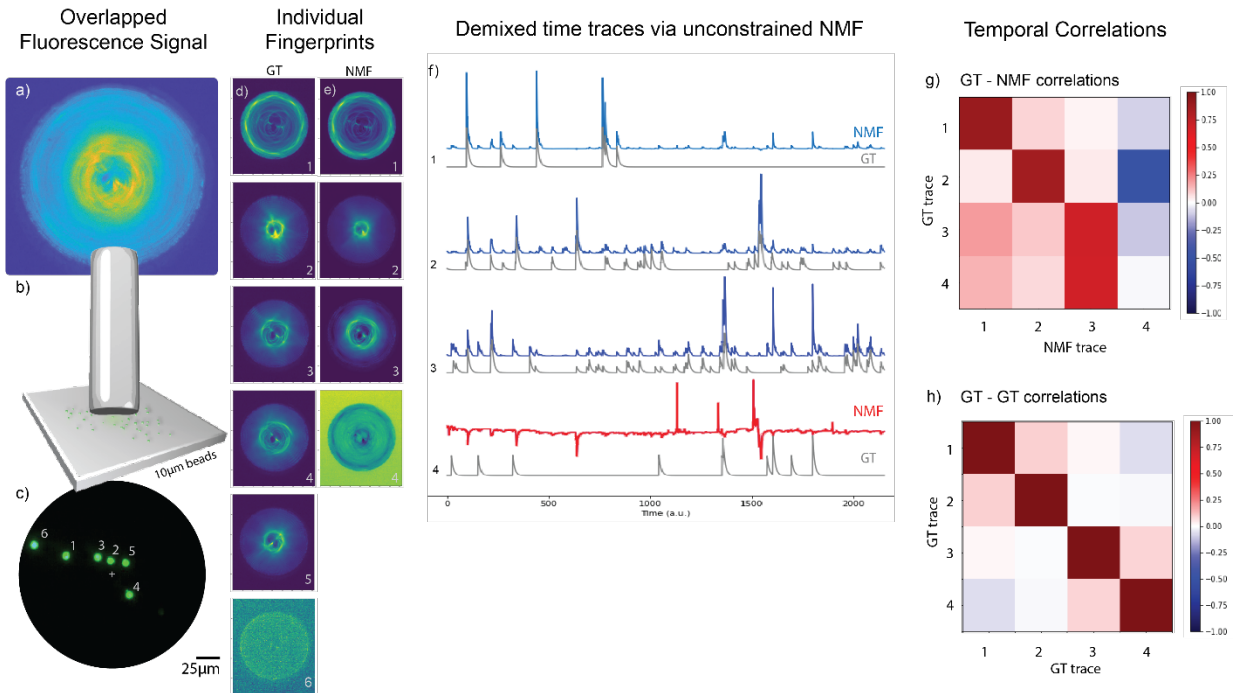 Overlapped
Fluorescence Signal
Individual
Fingerprints
Demixed time traces via unconstrained NMF
Temporal Correlations
a)
b)
10µm beads
c)
6
1
3
2
5
+
4
25µm
GT
NMF
d)
e)
1
1
2
2
3
3
4
4
5
6
f)
NMF
1
GT
2
3
NMF
4
GT
0
500
1000
1500
2000
Time (a.u.)
g)
GT - NMF correlations
GT trace
1
2
3
4
1
2
3
4
NMF trace
1.00
0.75
0.50
0.25
0.00
−0.25
−0.50
−0.75
−1.00
h)
GT - GT correlations
GT trace
1
2
3
4
1
2
3
4
GT trace
1.00
0.75
0.50
0.25
0.00
−0.25
−0.50
−0.75
−1.00